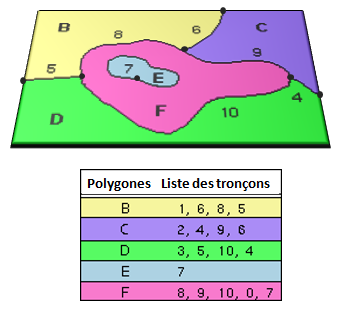 B
8
6
C
9
7
E
5
F
4
D
10
Polygones Liste des tronçons
B 1, 6, 8, 5
C 2, 4, 9, 6
D 3, 5, 10, 4
E 7
F 8, 9, 10, 0, 7